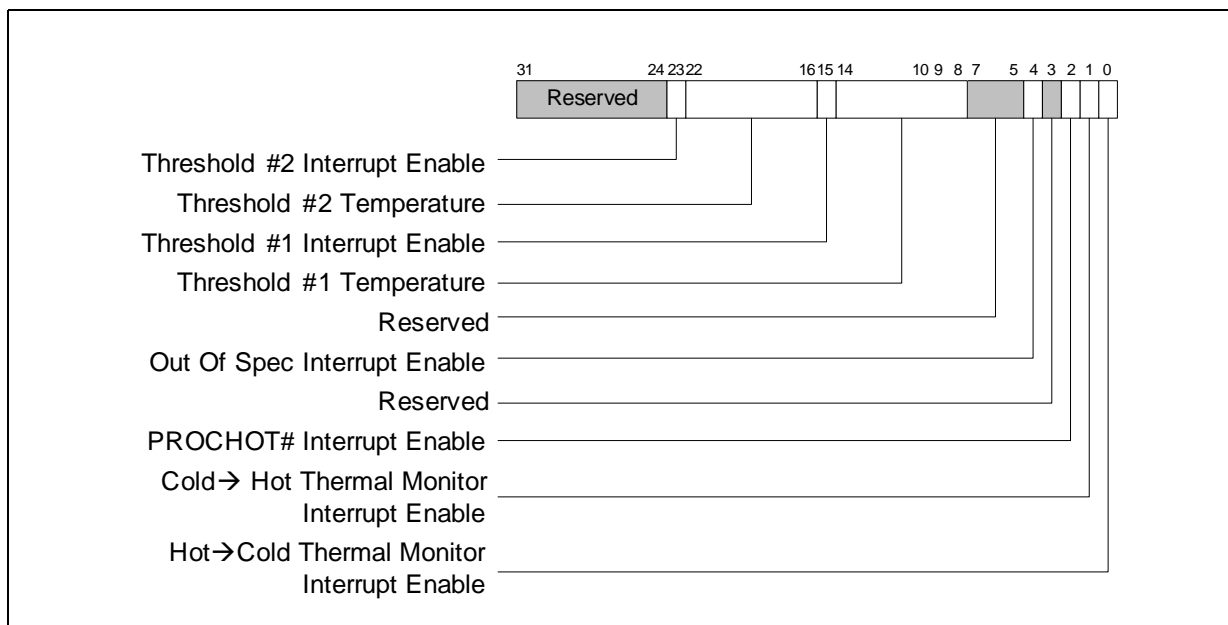 31 24 23 22 16 15 14 10 9 8 7 5 4 3 2 1 0
Reserved
Threshold #2 Interrupt Enable
Threshold #2 Temperature
Threshold #1 Interrupt Enable
Threshold #1 Temperature
Reserved
Out Of Spec Interrupt Enable
Reserved
PROCHOT# Interrupt Enable
Cold→ Hot Thermal Monitor
Interrupt Enable
Hot→Cold Thermal Monitor
Interrupt Enable